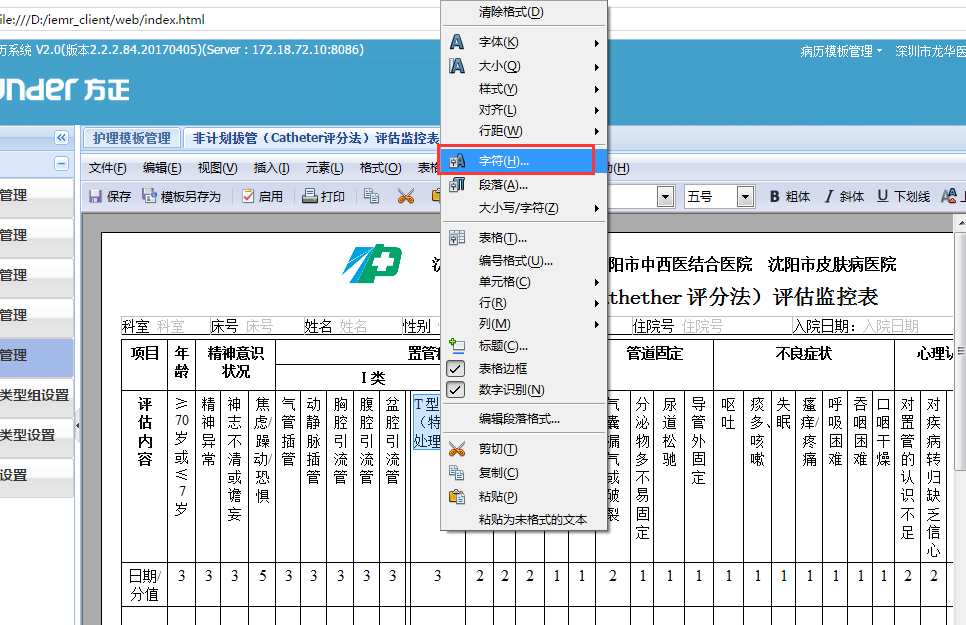 ile:///D:/iemr_client/web/index.html
历系统 V2.0(版本2.2.2.84.20170405)(Server : 172.18.72.10:8086)
病历模板管理
深圳市龙华医
under 方正
护理模板管理
非计划拔管（Catheter评分法）评估监控表
文件(F) 编辑(E) 视图(V) 插入(I) 元素(L) 格式(O) 表格
(H)
保存 模板另存为 启用 打印
五号
B 粗体 I 斜体 U 下划线
管理
管理
管理
管理
管理
类型组设置
类型设置
设置
清除格式(D)
字体(K)
大小(Q)
样式(Y)
对齐(L)
行距(W)
字符(H)...
段落(A)...
大小写/字符(Z)
表格(T)...
编号格式(U)...
单元格(C)
行(R)
列(M)
标题(C)...
表格边框
数字识别(N)
编辑段落格式...
剪切(T)
复制(C)
粘贴(P)
粘贴为未格式的文本
阳市中西医结合医院 沈阳市皮肤病医院
thether 评分法）评估监控表
科室 科室 床号 床号 姓名 姓名 性别
住院号 住院号 入院日期: 入院日期
项目
年龄
精神意识状况
置管
I 类
管道固定
不良症状
心理认
评估内容
≥70岁或≤7岁
精神异常
神志不清或谵妄
焦虑/躁动/恐惧
气管插管
动静脉插管
胸腔引流管
腹腔引流管
盆腔引流管
T型
（特
处理
气囊漏气或破裂
分泌物多不易固定
尿道松驰
导管外固定
呕吐
痰多、咳嗽
失眠
瘙痒/疼痛
呼吸困难
吞咽困难
口咽干燥
对置管的认识不足
对疾病转归缺乏信心
日期/分值 3 3 3 5 3 3 3 3 3 3 2 2 2 1 1 2 1 1 1 1 1 1 1 1 1 1 2 2